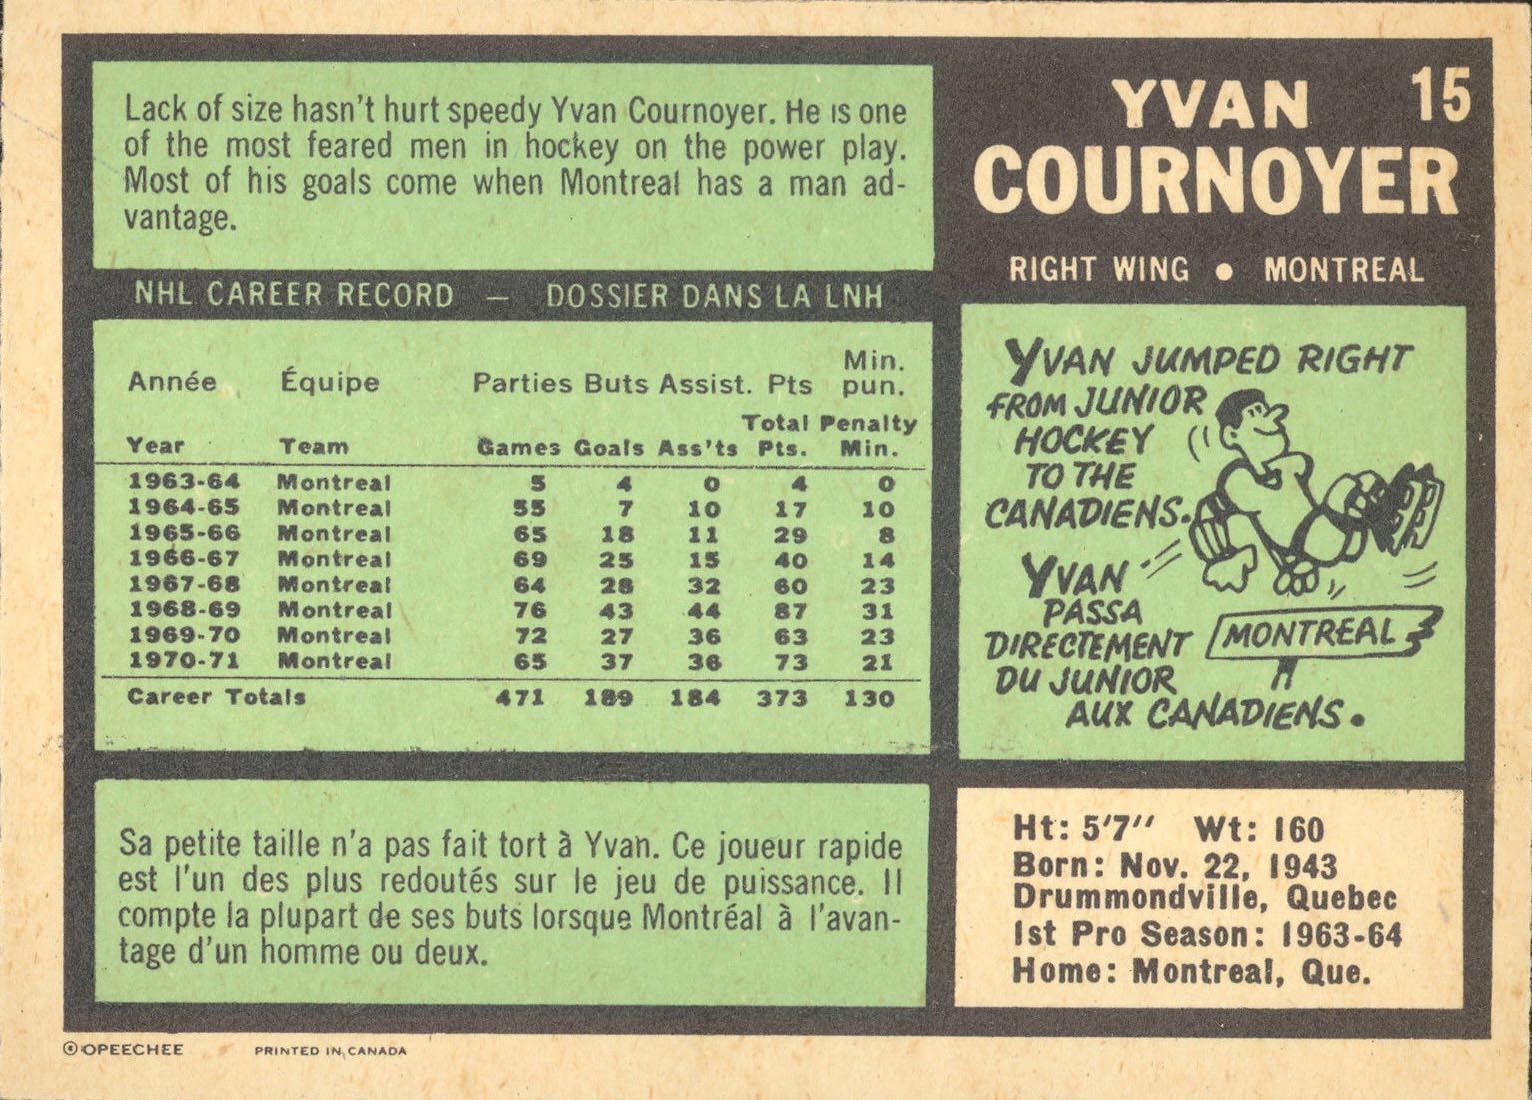 Lack of size hasn't hurt speedy Yvan Cournoyer. He is one
of the most feared men in hockey on the power play.
Most of his goals come when Montreal has a man ad-
vantage.
YVAN 15
COURNOYER
RIGHT WING • MONTREAL
NHL CAREER RECORD — DOSSIER DANS LA LNH
Année Équipe Parties Buts Assist. Pts Min. pun.
Year Team Games Goals Ass'ts Total Pts. Penalty Min.
1963-64 Montreal 5 4 0 4 0
1964-65 Montreal 55 7 10 17 10
1965-66 Montreal 65 18 11 29 8
1966-67 Montreal 69 25 15 40 14
1967-68 Montreal 64 28 32 60 23
1968-69 Montreal 76 43 44 87 31
1969-70 Montreal 72 27 36 63 23
1970-71 Montreal 65 37 36 73 21
Career Totals 471 189 184 373 130
YVAN JUMPED RIGHT
FROM JUNIOR
HOCKEY
TO THE
CANADIENS.
YVAN
PASSA
DIRECTEMENT
DU JUNIOR
AUX CANADIENS.
MONTREAL
Sa petite taille n'a pas fait tort à Yvan. Ce joueur rapide
est l'un des plus redoutés sur le jeu de puissance. Il
compte la plupart de ses buts lorsque Montréal à l'avan-
tage d'un homme ou deux.
Ht: 5'7'' Wt: 160
Born: Nov. 22, 1943
Drummondville, Quebec
1st Pro Season: 1963-64
Home: Montreal, Que.
© OPEECHEE PRINTED IN CANADA